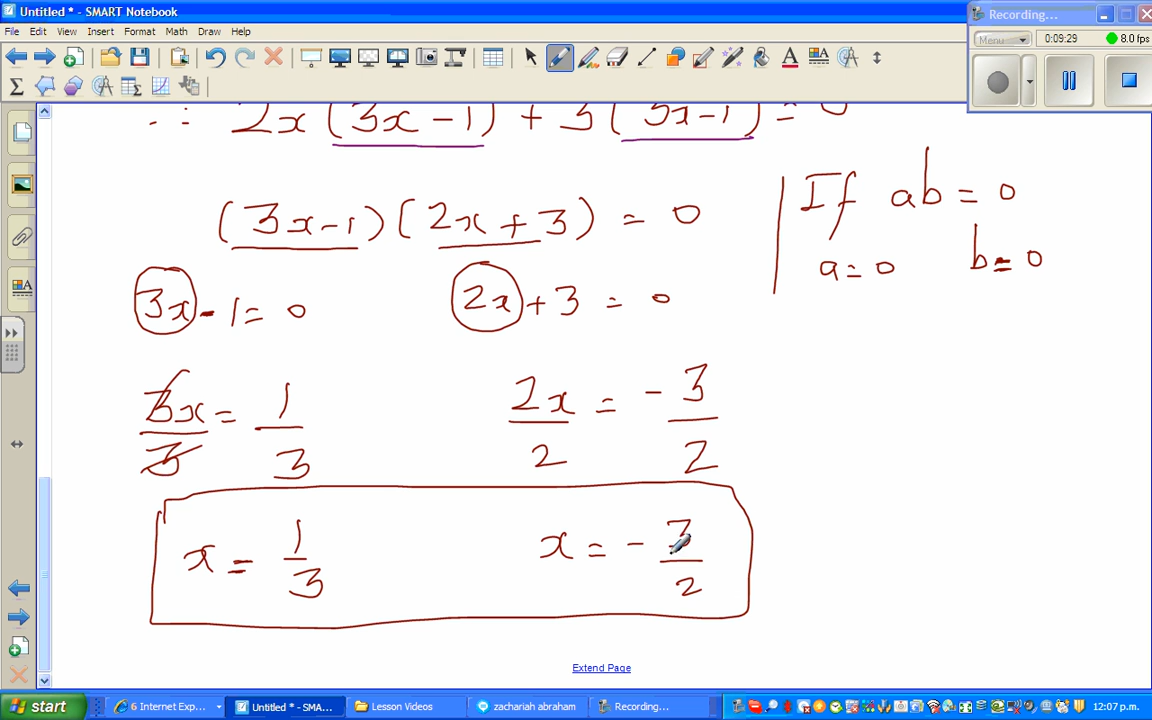 Untitled * - SMART Notebook
Recording...
File Edit View Insert Format Math Draw Help
Menu
0:09:29
8.0 fps
∴ 2x(3x-1) + 3(3x-1) = 0
(3x-1)(2x+3) = 0
If ab = 0
a = 0 b = 0
3x - 1 = 0 2x + 3 = 0
3x/3 = 1/3 2x/2 = -3/2
x = 1/3 x = -3/2
Extend Page
start
6 Internet Exp...
Untitled * - SMA...
Lesson Videos
zachariah abraham
Recording...
12:07 p.m.